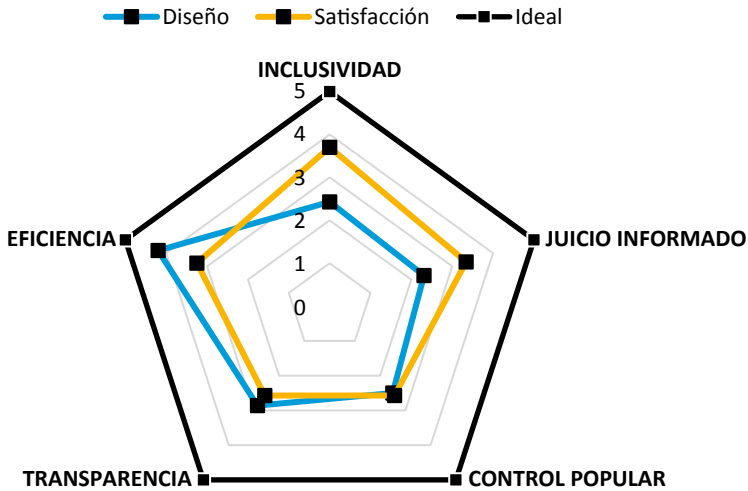 Diseño Satisfacción Ideal
INCLUSIVIDAD
5
4
3
2
1
0
EFICIENCIA
JUICIO INFORMADO
TRANSPARENCIA
CONTROL POPULAR